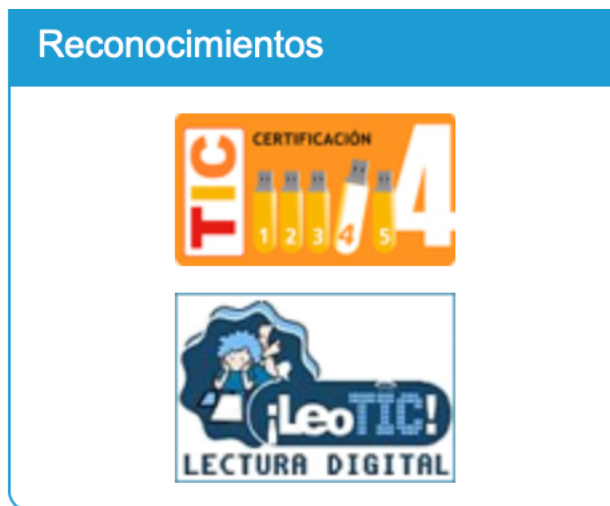 Reconocimientos
TIC
CERTIFICACIÓN
1 2 3 4 5
4
¡LeoTIC!
LECTURA DIGITAL